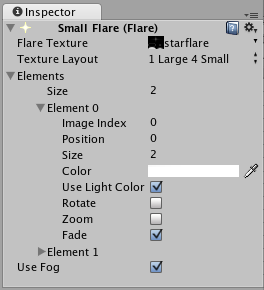 Inspector
Small Flare (Flare)
Flare Texture starflare
Texture Layout 1 Large 4 Small
Elements
Size 2
Element 0
Image Index 0
Position 0
Size 2
Color
Use Light Color
Rotate
Zoom
Fade
Element 1
Use Fog